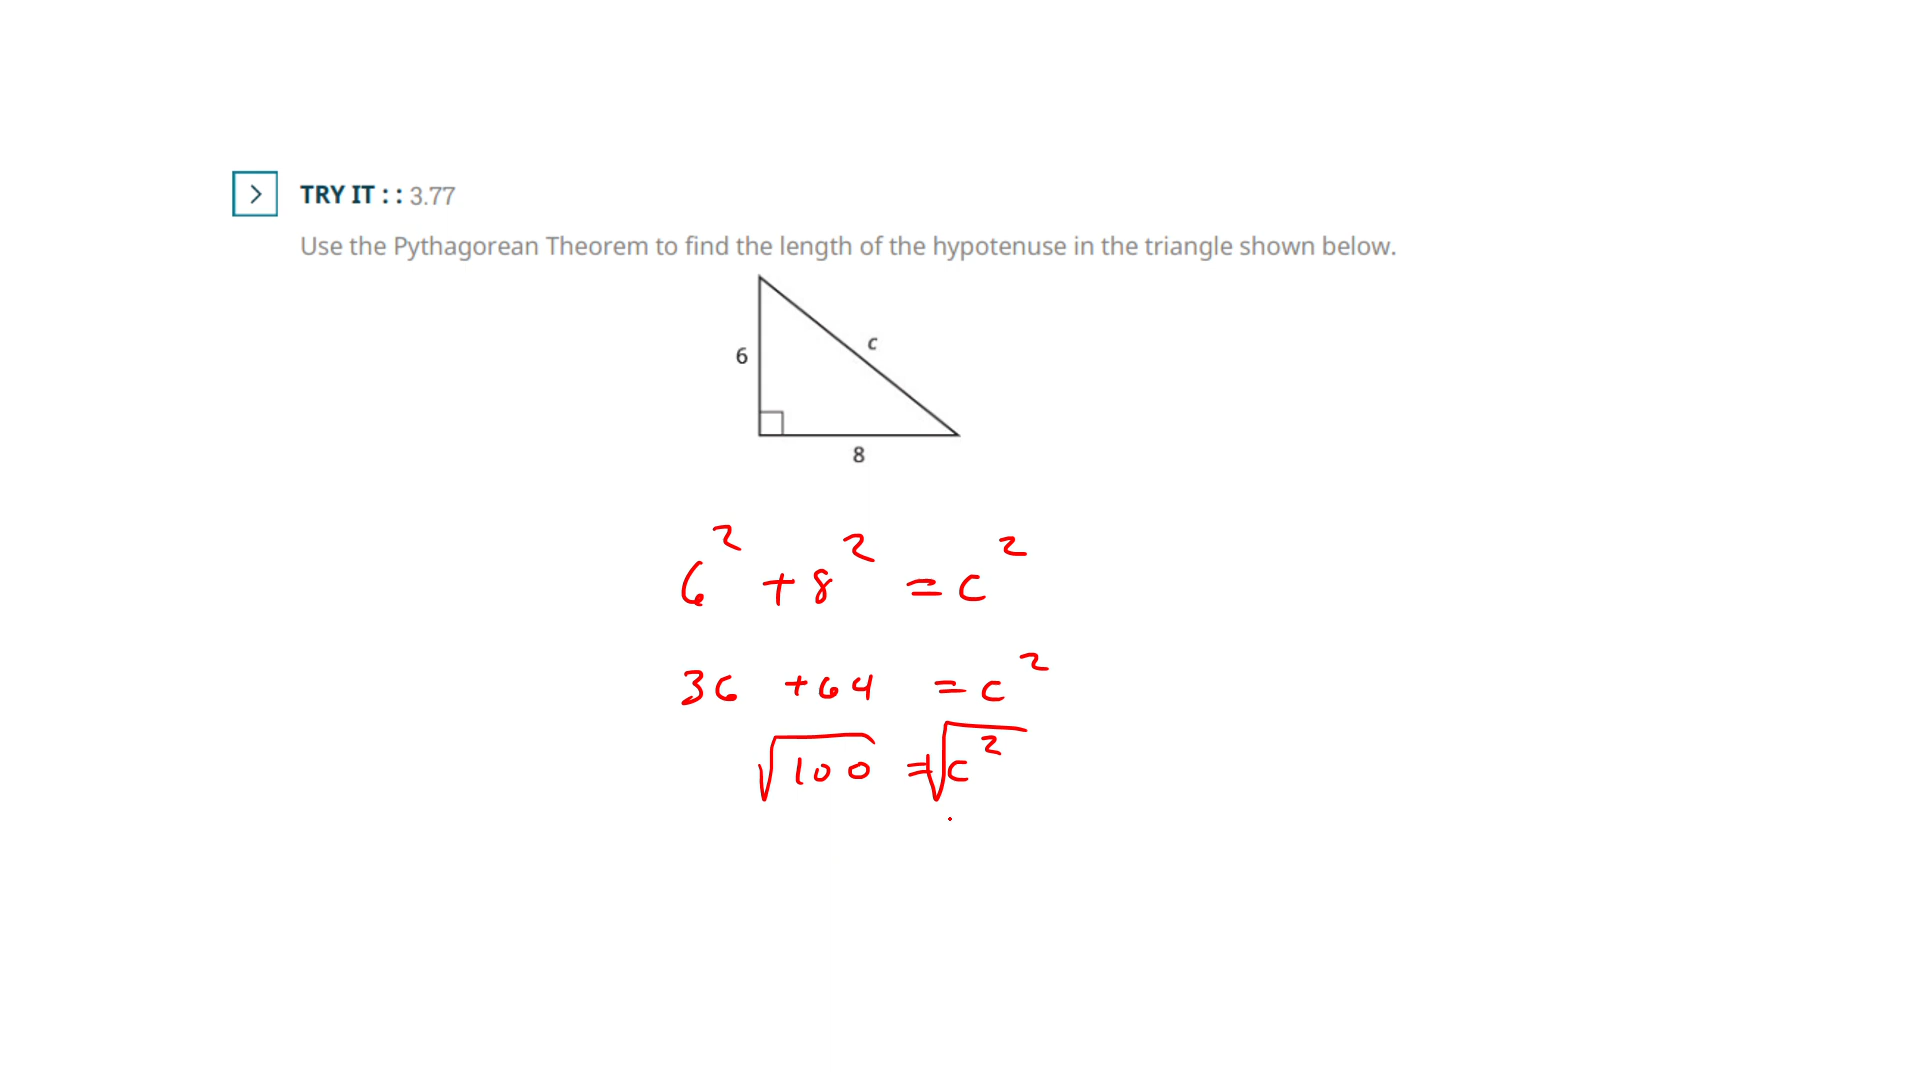 > TRY IT : : 3.77
Use the Pythagorean Theorem to find the length of the hypotenuse in the triangle shown below.
c
6
8
6² + 8² = c²
36 + 64 = c²
√100 = √c²